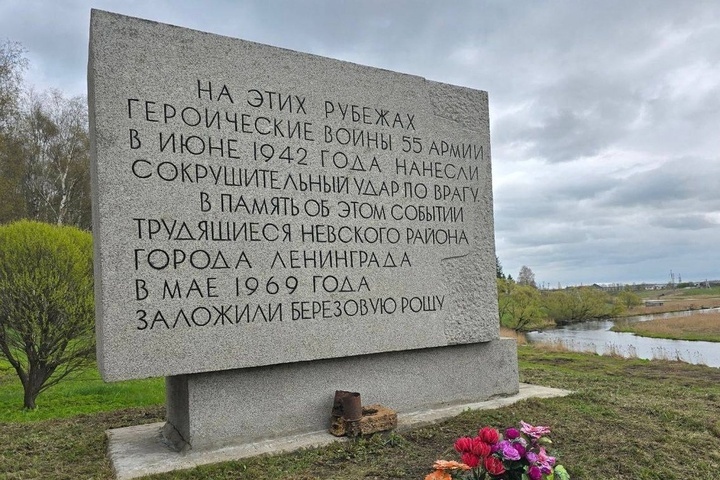 НА ЭТИХ РУБЕЖАХ
ГЕРОИЧЕСКИЕ ВОИНЫ 55 АРМИИ
В ИЮНЕ 1942 ГОДА НАНЕСЛИ
СОКРУШИТЕЛЬНЫЙ УДАР ПО ВРАГУ.
В ПАМЯТЬ ОБ ЭТОМ СОБЫТИИ
ТРУДЯЩИЕСЯ НЕВСКОГО РАЙОНА
ГОРОДА ЛЕНИНГРАДА
В МАЕ 1969 ГОДА
ЗАЛОЖИЛИ БЕРЕЗОВУЮ РОЩУ